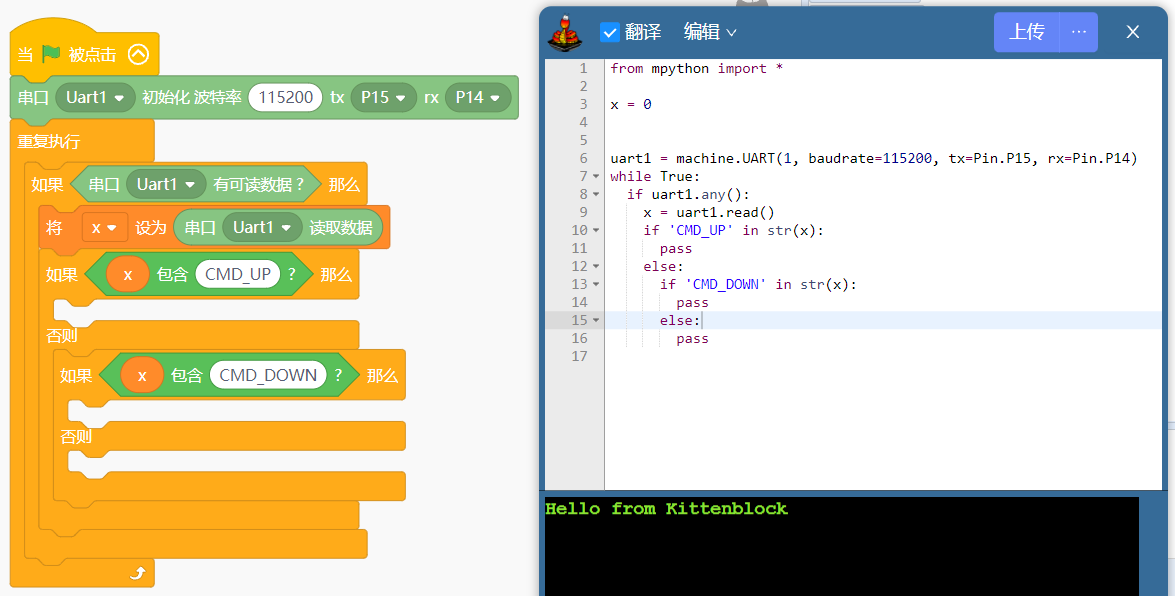 当 被点击
串口 Uart1 初始化 波特率 115200 tx P15 rx P14
重复执行
如果 串口 Uart1 有可读数据 ? 那么
将 x 设为 串口 Uart1 读取数据
如果 x 包含 CMD_UP ? 那么
否则
如果 x 包含 CMD_DOWN ? 那么
否则
翻译 编辑 上传 ... X
1 from mpython import *
2
3 x = 0
4
5
6 uart1 = machine.UART(1, baudrate=115200, tx=Pin.P15, rx=Pin.P14)
7 while True:
8 if uart1.any():
9 x = uart1.read()
10 if 'CMD_UP' in str(x):
11 pass
12 else:
13 if 'CMD_DOWN' in str(x):
14 pass
15 else:
16 pass
17
Hello from Kittenblock